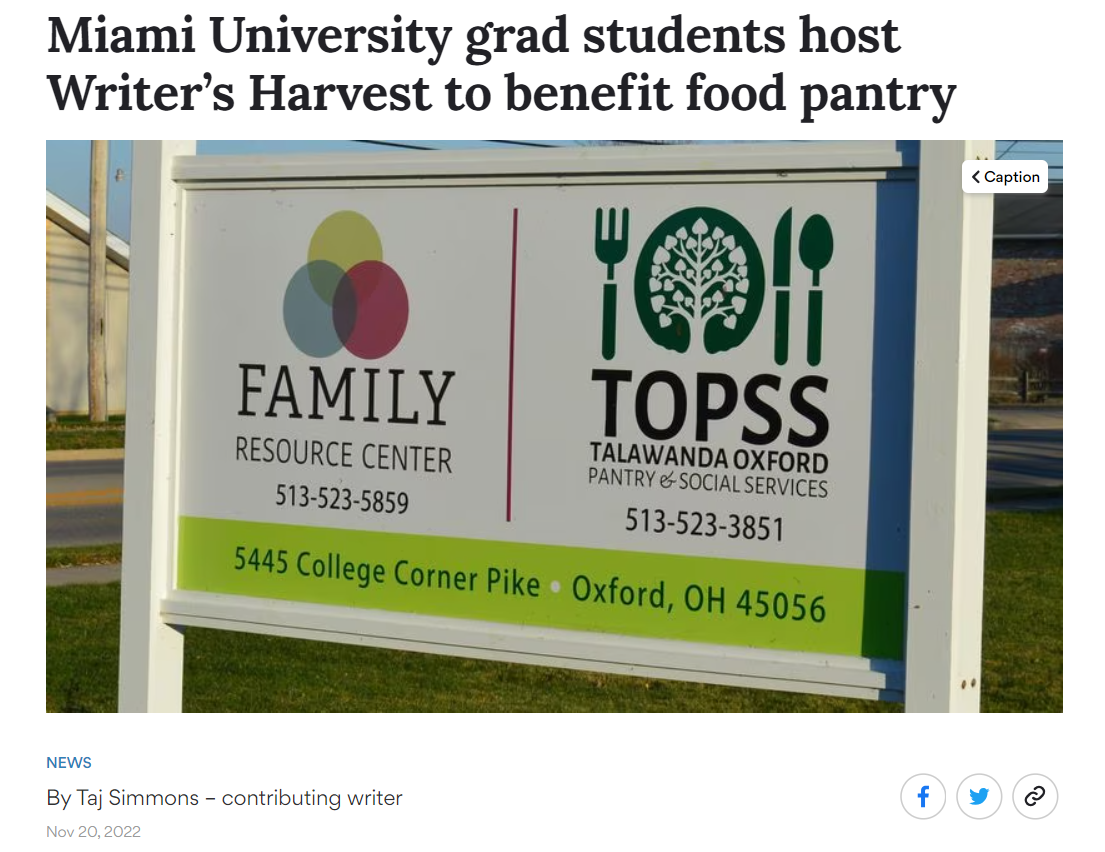 Miami University grad students host
Writer’s Harvest to benefit food pantry
Caption
FAMILY
RESOURCE CENTER
513-523-5859
TOPSS
TALAWANDA OXFORD
PANTRY & SOCIAL SERVICES
513-523-3851
5445 College Corner Pike • Oxford, OH 45056
NEWS
By Taj Simmons – contributing writer
Nov 20, 2022